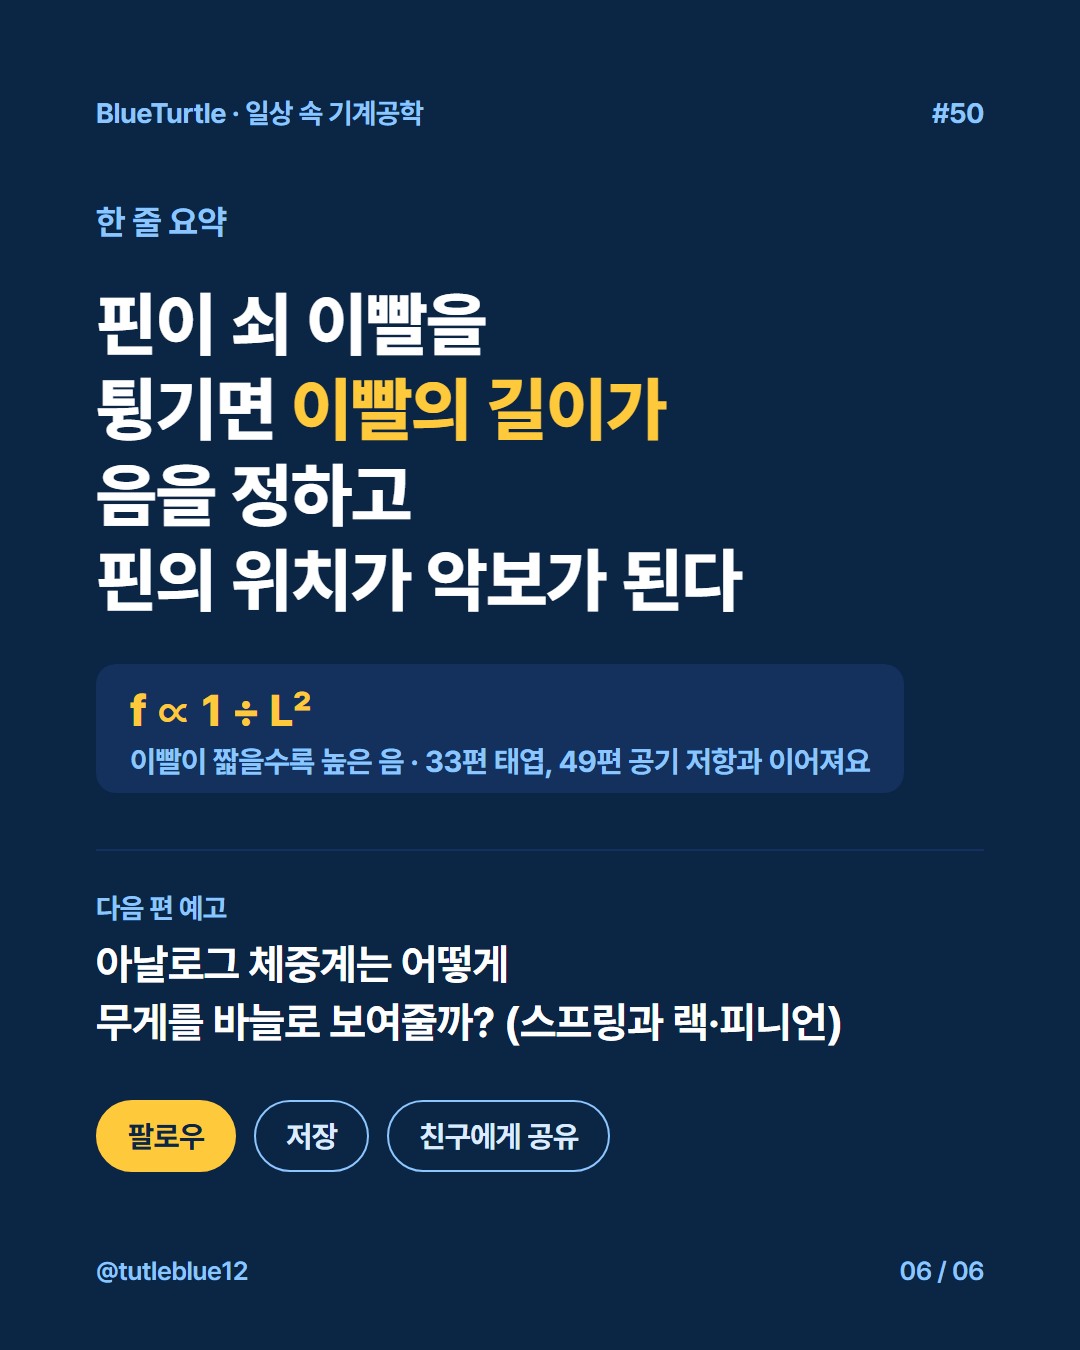 BlueTurtle · 일상 속 기계공학
#50
한 줄 요약
핀이 쇠 이빨을
튕기면 이빨의 길이가
음을 정하고
핀의 위치가 악보가 된다
f ∝ 1 ÷ L²
이빨이 짧을수록 높은 음 · 33편 태엽, 49편 공기 저항과 이어져요
다음 편 예고
아날로그 체중계는 어떻게
무게를 바늘로 보여줄까? (스프링과 랙·피니언)
팔로우
저장
친구에게 공유
@tutleblue12
06 / 06